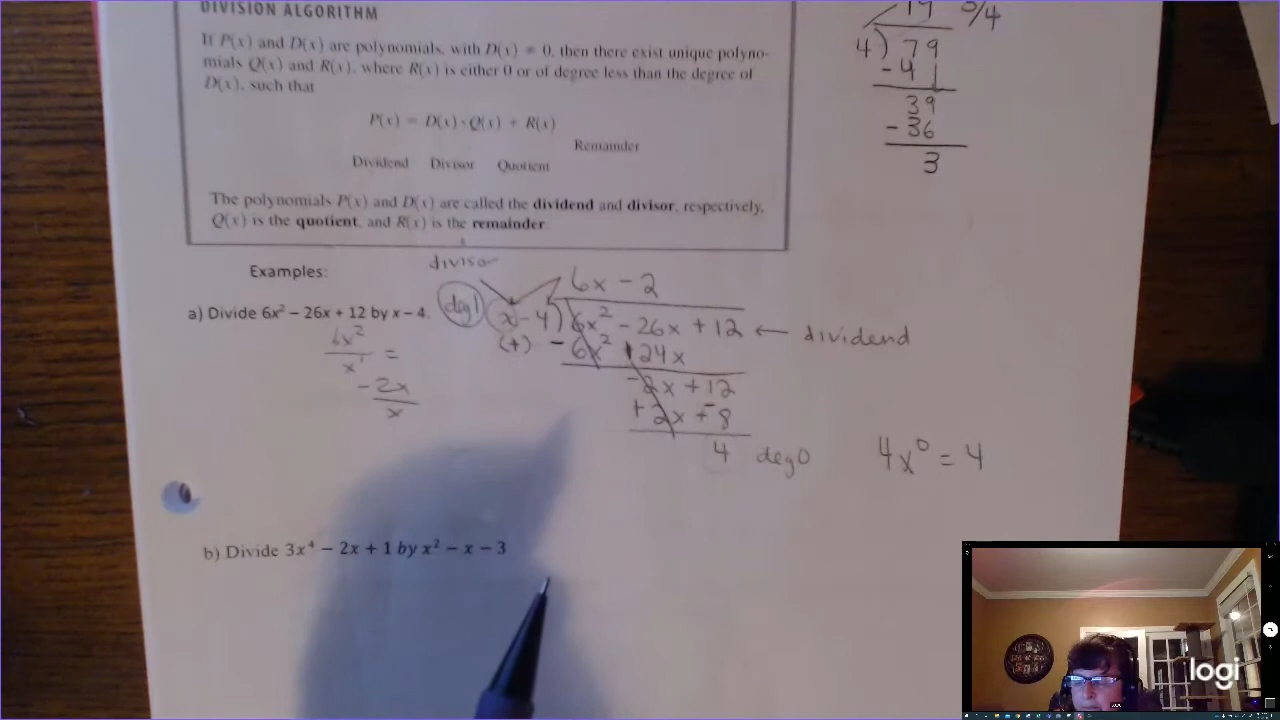 DIVISION ALGORITHM
If P(x) and D(x) are polynomials, with D(x) ≠ 0, then there exist unique polyno-
mials Q(x) and R(x), where R(x) is either 0 or of degree less than the degree of
D(x), such that
P(x) = D(x)·Q(x) + R(x)
Remainder
Dividend Divisor Quotient
The polynomials P(x) and D(x) are called the dividend and divisor, respectively,
Q(x) is the quotient, and R(x) is the remainder.
19 /4
4) 79
-4
39
-36
3
Examples:
divisor
6x - 2
a) Divide 6x² – 26x + 12 by x – 4. deg 1 x - 4) 6x² - 26x + 12 ← dividend
6x²/x¹ =
(+) - 6x² 24x
-2x/x
-2x + 12
+2x - 8
4 deg 0
4x⁰ = 4
b) Divide 3x⁴ – 2x + 1 by x² – x – 3
logi